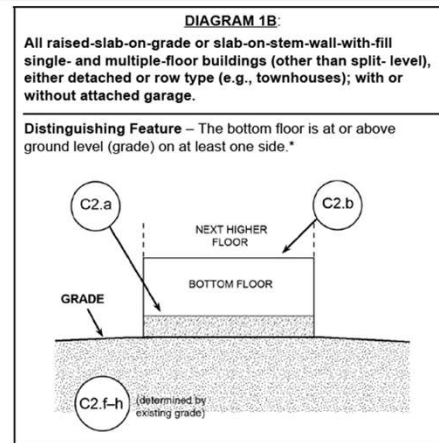 DIAGRAM 1B:
All raised-slab-on-grade or slab-on-stem-wall-with-fill
single- and multiple-floor buildings (other than split- level),
either detached or row type (e.g., townhouses); with or
without attached garage.
Distinguishing Feature – The bottom floor is at or above
ground level (grade) on at least one side.*
C2.a
C2.b
NEXT HIGHER
FLOOR
BOTTOM FLOOR
GRADE
C2.f–h
(determined by
existing grade)